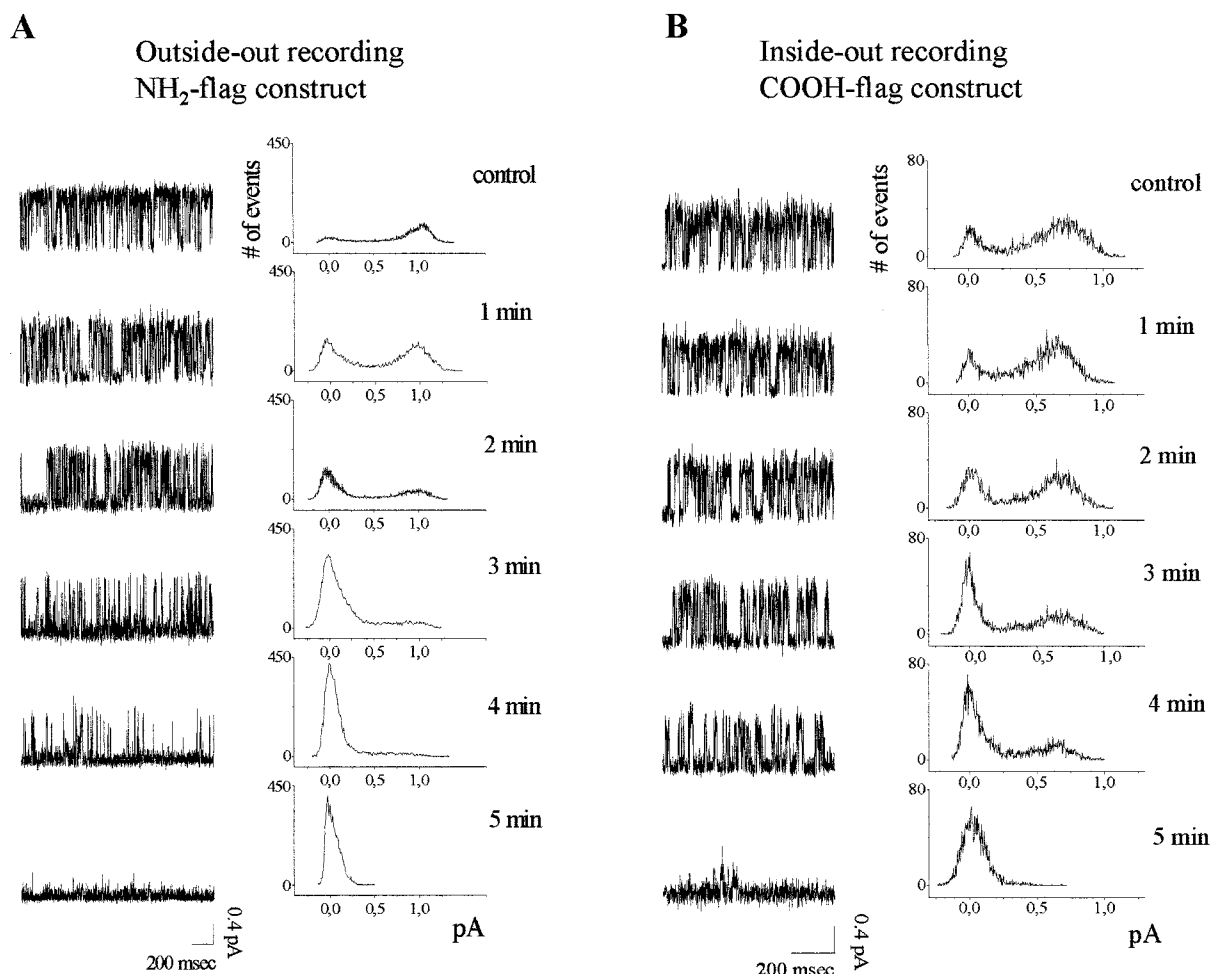 A
Outside-out recording
NH₂-flag construct
450
# of events
0
control
0,0 0,5 1,0
450
0
1 min
0,0 0,5 1,0
450
0
2 min
0,0 0,5 1,0
450
0
3 min
0,0 0,5 1,0
450
0
4 min
0,0 0,5 1,0
450
0
5 min
0,0 0,5 1,0
pA
0.4 pA
200 msec
B
Inside-out recording
COOH-flag construct
80
# of events
0
control
0,0 0,5 1,0
80
0
1 min
0,0 0,5 1,0
80
0
2 min
0,0 0,5 1,0
80
0
3 min
0,0 0,5 1,0
80
0
4 min
0,0 0,5 1,0
80
0
5 min
0,0 0,5 1,0
pA
0.4 pA
200 msec